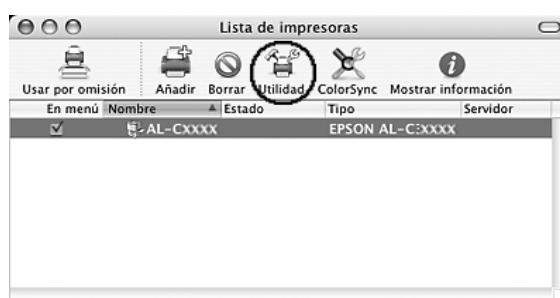 Lista de impresoras
Usar por omisión Añadir Borrar Utilidad ColorSync Mostrar información
En menú Nombre Estado Tipo Servidor
AL-CXXXX EPSON AL-CXXXX